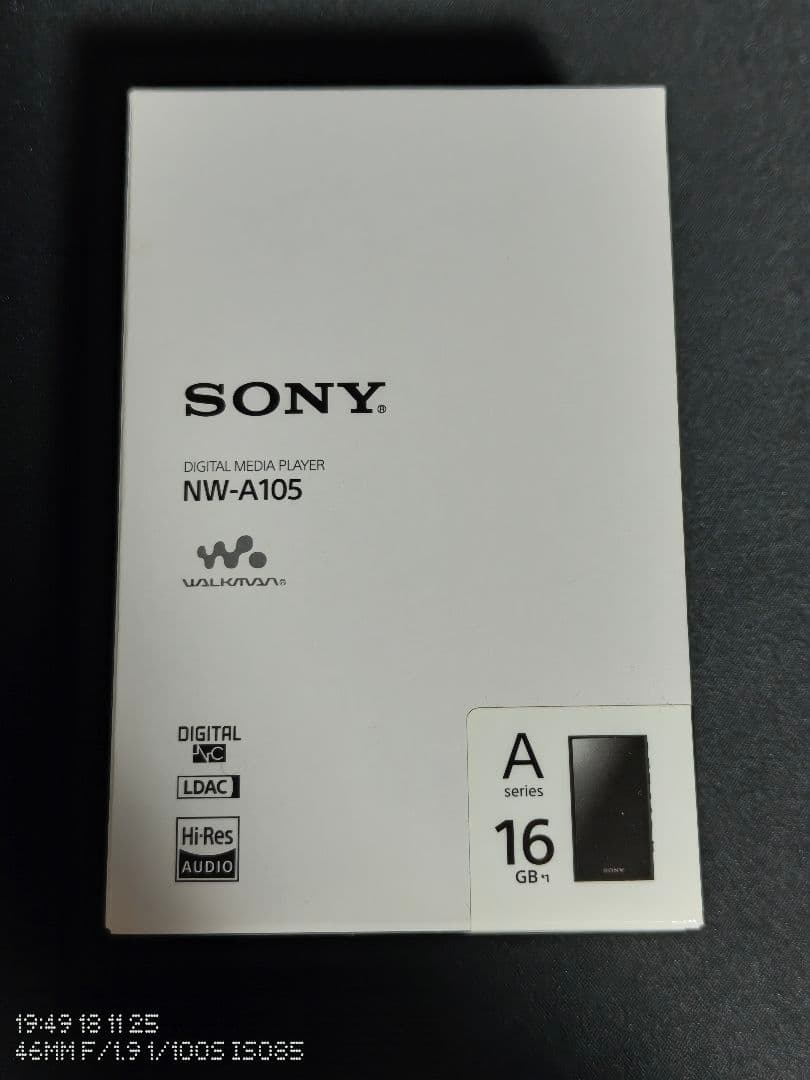 SONY®
DIGITAL MEDIA PLAYER
NW-A105
WALKMAN®
DIGITAL
NC
LDAC
Hi-Res
AUDIO
A
series
16
GB *1
SONY
19:49 18 11 25
46MM F/1.9 1/100S ISO85